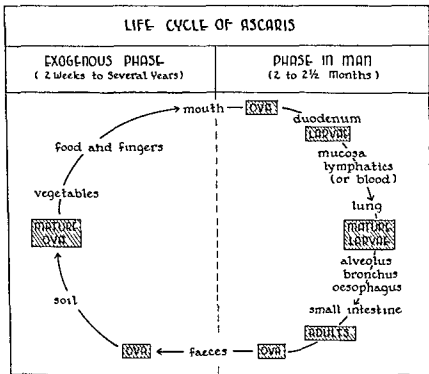 LIFE CYCLE OF ASCARIS
EXOGENOUS PHASE
(2 Weeks to Several Years)
PHASE IN MAN
(2 to 2½ Months)
mouth
OVA
duodenum
LARVAE
mucosa
lymphatics
(or blood)
lung
MATURE
LARVAE
alveolus
bronchus
oesophagus
small intestine
ADULTS
OVA
faeces
OVA
soil
MATURE
OVA
vegetables
food and fingers